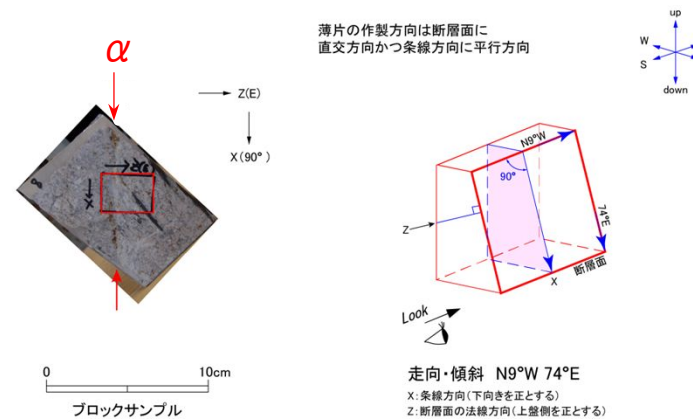 薄片の作製方向は断層面に
直交方向かつ条線方向に平行方向
up
W
S
down
α
Z(E)
X(90°)
N9°W
90°
74°E
Z
X
断層面
Look
0
10cm
ブロックサンプル
走向・傾斜 N9°W 74°E
X:条線方向(下向きを正とする)
Z:断層面の法線方向(上盤側を正とする)